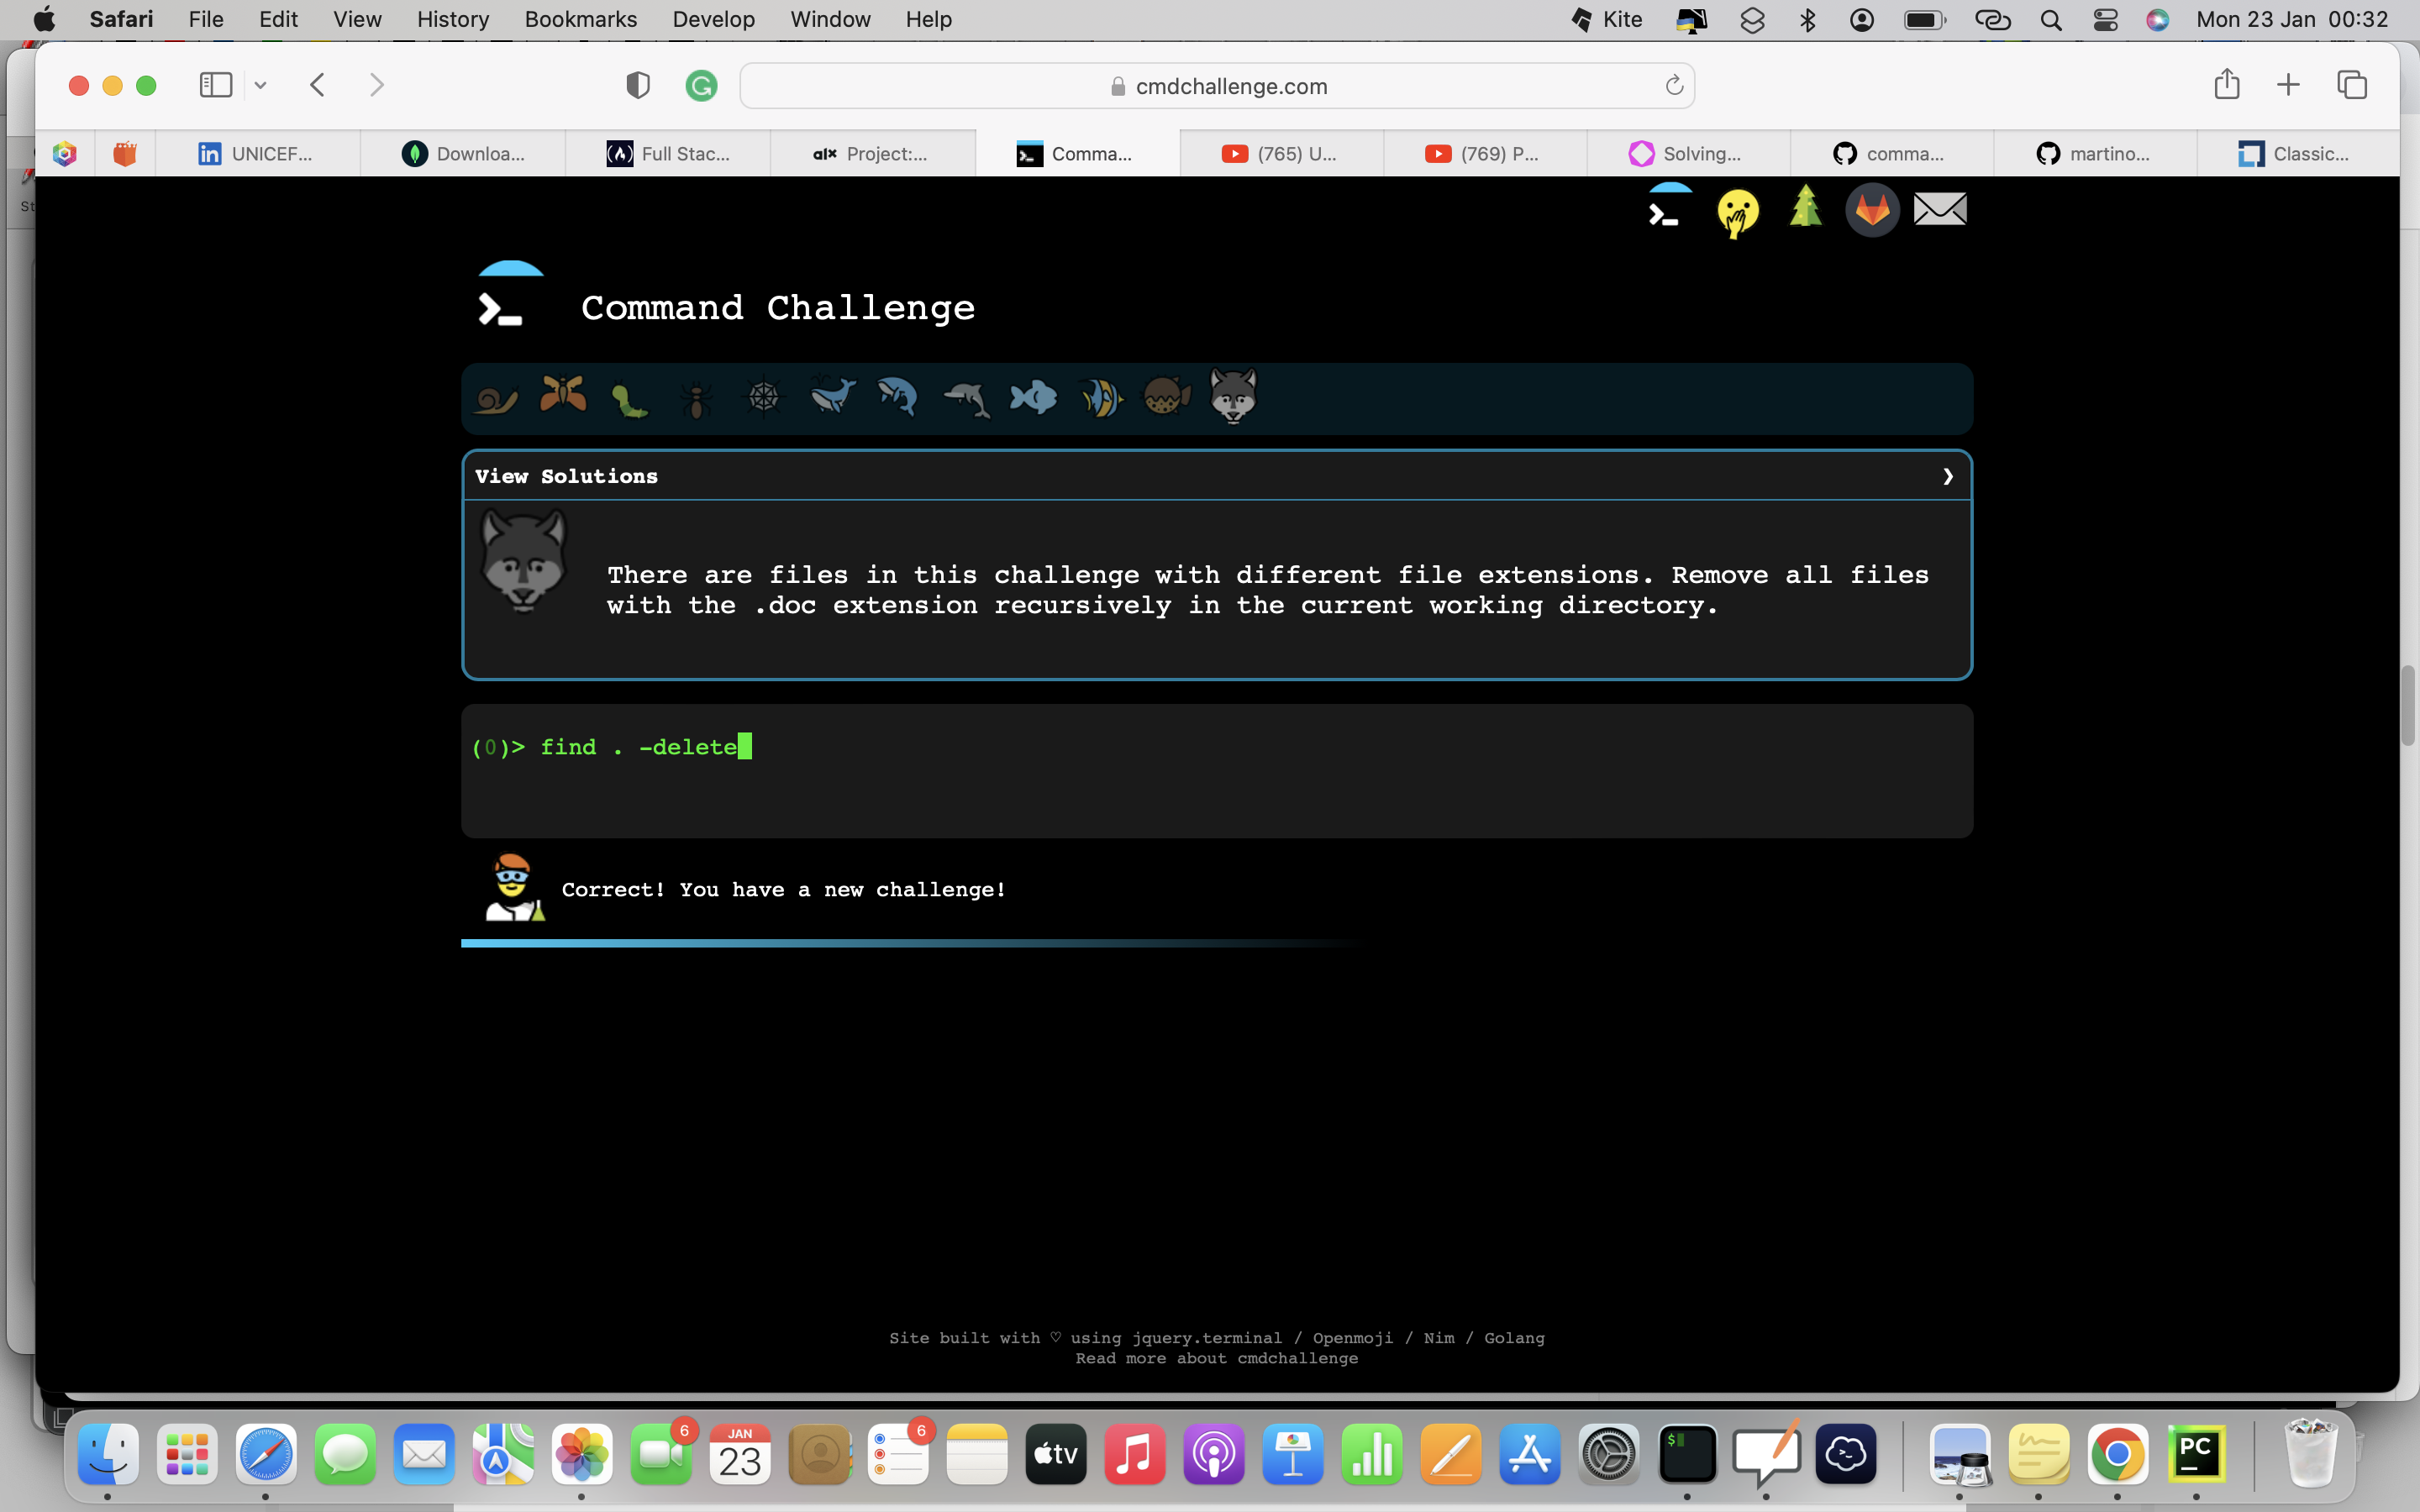 Safari File Edit View History Bookmarks Develop Window Help Kite Mon 23 Jan 00:32
cmdchallenge.com
UNICEF... Downloa... Full Stac... Project:... Comma... (765) U... (769) P... Solving... comma... martino... Classic...
Command Challenge
View Solutions
There are files in this challenge with different file extensions. Remove all files
with the .doc extension recursively in the current working directory.
(0)> find . -delete
Correct! You have a new challenge!
Site built with ♡ using jquery.terminal / Openmoji / Nim / Golang
Read more about cmdchallenge
6 JAN 23 6 tv PC